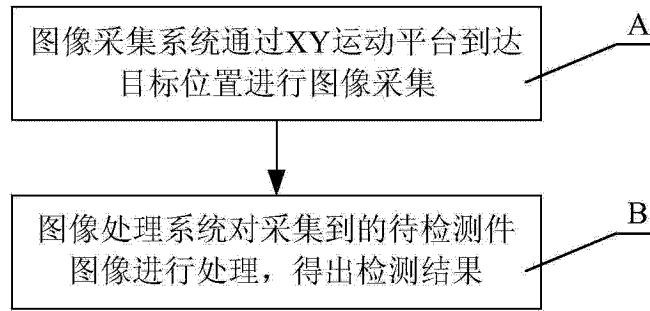 图像采集系统通过XY运动平台到达
目标位置进行图像采集
A
图像处理系统对采集到的待检测件
图像进行处理，得出检测结果
B